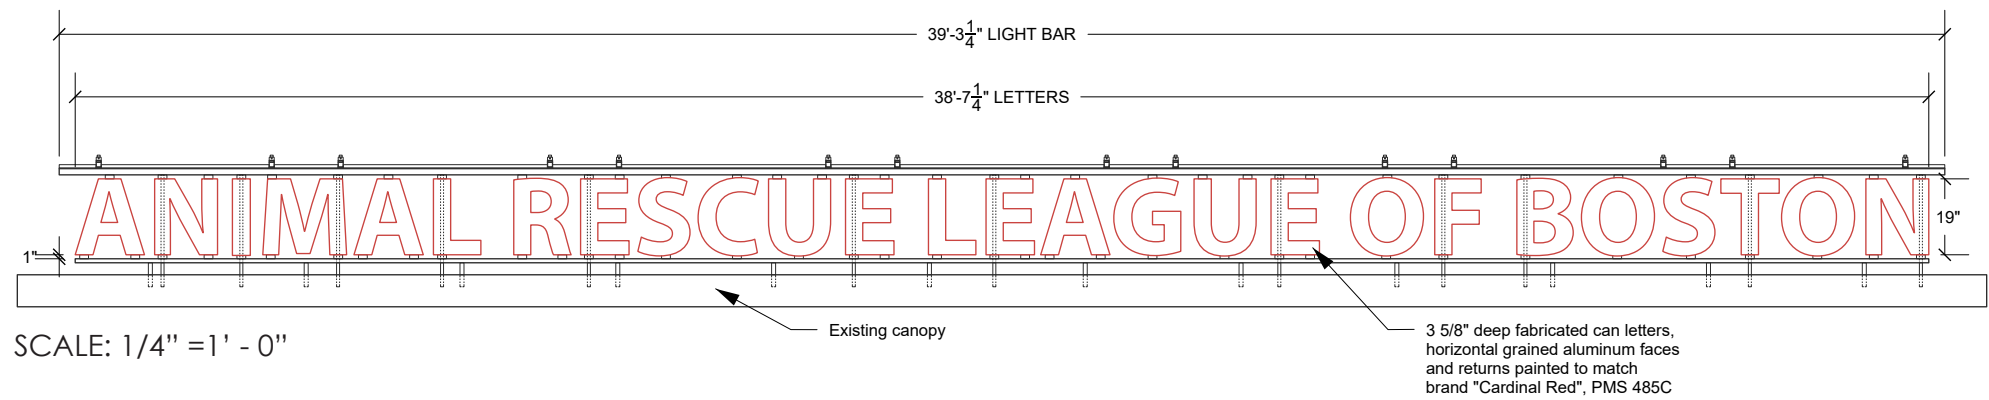 39'-3 1/4" LIGHT BAR
38'-7 1/4" LETTERS
ANIMAL RESCUE LEAGUE OF BOSTON
19"
1"
Existing canopy
3 5/8" deep fabricated can letters,
horizontal grained aluminum faces
and returns painted to match
brand "Cardinal Red", PMS 485C
SCALE: 1/4” =1’ - 0”